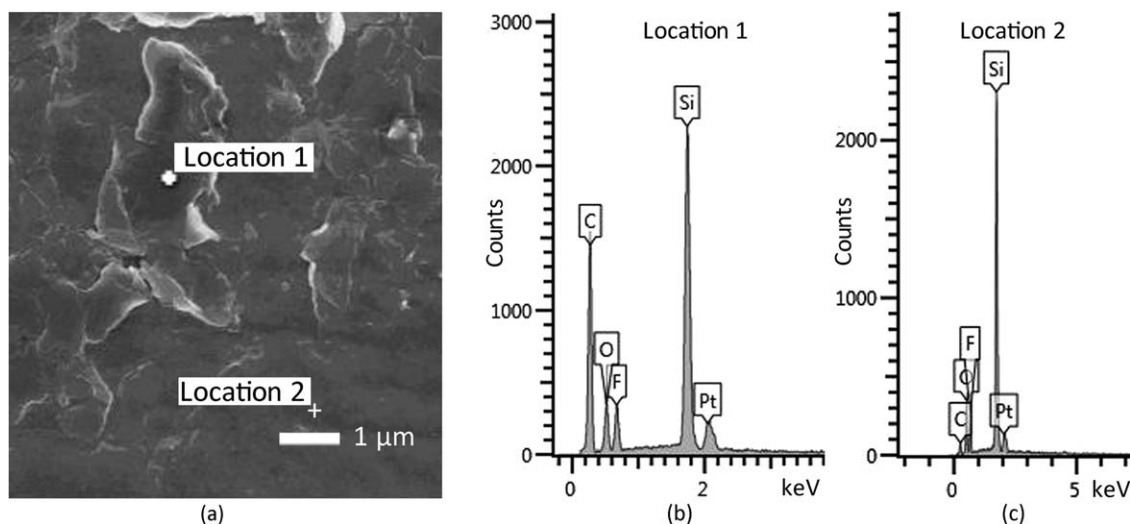 Location 1
Location 2
1 μm
(a)
Location 1
3000
2000
1000
0
Counts
C
O
F
Si
Pt
0
2
keV
(b)
Location 2
2000
1000
0
Counts
Si
F
O
C
Pt
0
5
keV
(c)